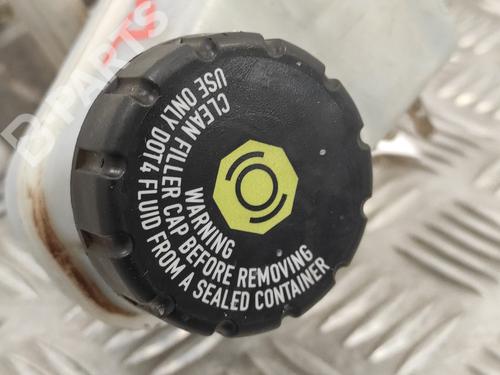 WARNING
CLEAN FILLER CAP BEFORE REMOVING
USE ONLY DOT4 FLUID FROM A SEALED CONTAINER
B-PARTS